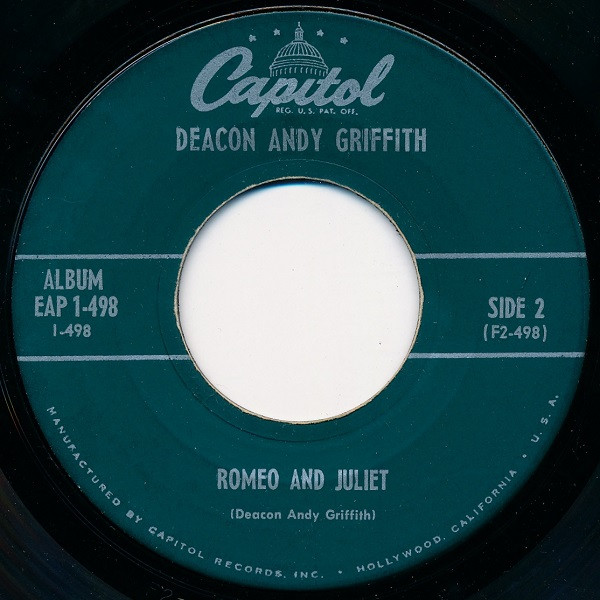 Capitol
REG. U.S. PAT. OFF.
DEACON ANDY GRIFFITH
ALBUM
EAP 1-498
1-498
SIDE 2
(F2-498)
ROMEO AND JULIET
(Deacon Andy Griffith)
MANUFACTURED BY CAPITOL RECORDS, INC. • HOLLYWOOD, CALIFORNIA • U.S.A.